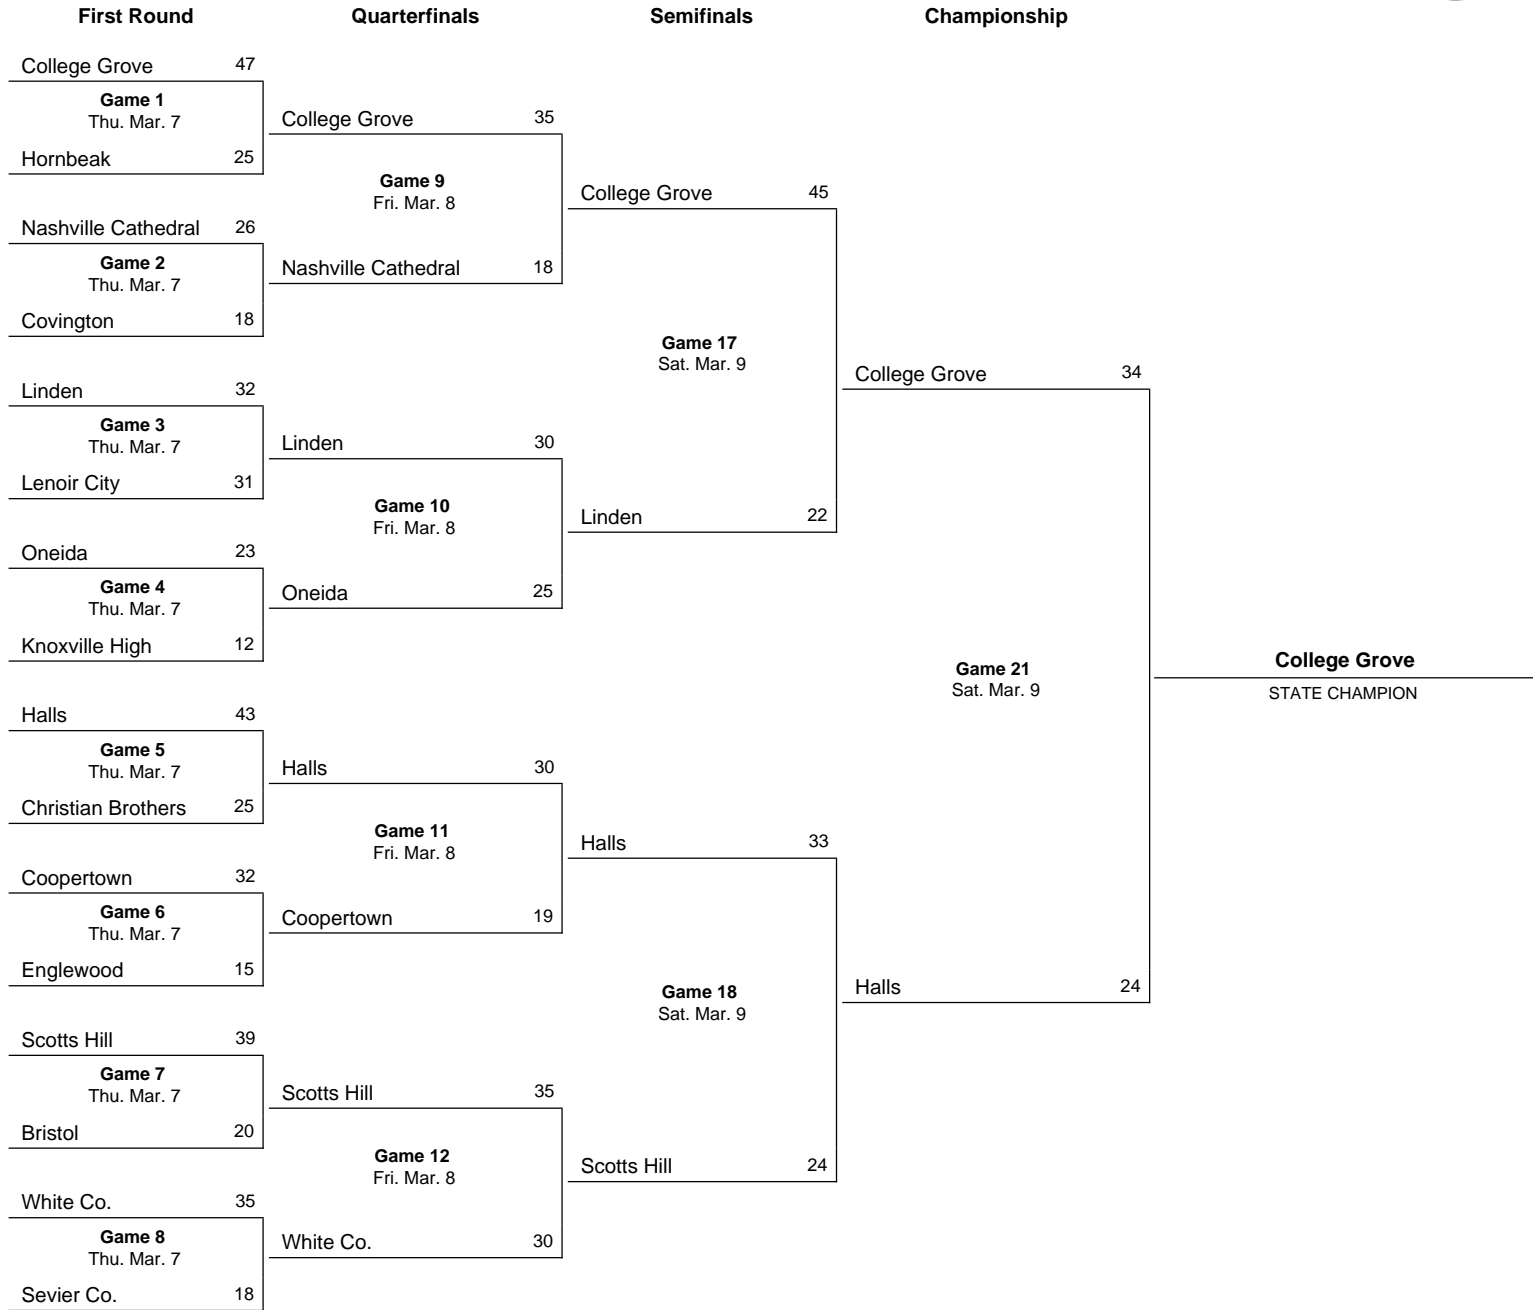 First Round Quarterfinals Semifinals Championship
College Grove 47
Game 1
Thu. Mar. 7
Hornbeak 25
Nashville Cathedral 26
Game 2
Thu. Mar. 7
Covington 18
Linden 32
Game 3
Thu. Mar. 7
Lenoir City 31
Oneida 23
Game 4
Thu. Mar. 7
Knoxville High 12
Halls 43
Game 5
Thu. Mar. 7
Christian Brothers 25
Coopertown 32
Game 6
Thu. Mar. 7
Englewood 15
Scotts Hill 39
Game 7
Thu. Mar. 7
Bristol 20
White Co. 35
Game 8
Thu. Mar. 7
Sevier Co. 18
College Grove 35
Game 9
Fri. Mar. 8
Nashville Cathedral 18
Linden 30
Game 10
Fri. Mar. 8
Oneida 25
Halls 30
Game 11
Fri. Mar. 8
Coopertown 19
Scotts Hill 35
Game 12
Fri. Mar. 8
White Co. 30
College Grove 45
Game 17
Sat. Mar. 9
Linden 22
Halls 33
Game 18
Sat. Mar. 9
Scotts Hill 24
College Grove 34
Game 21
Sat. Mar. 9
Halls 24
College Grove
STATE CHAMPION